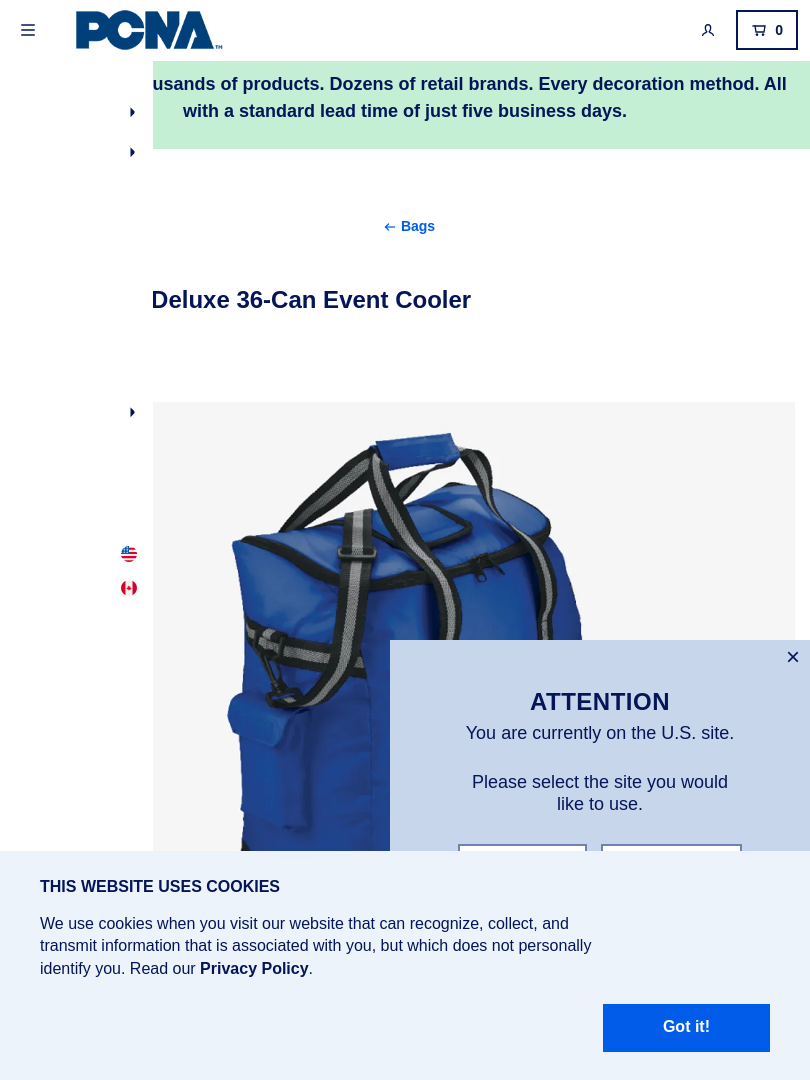 PCNA™
0
usands of products. Dozens of retail brands. Every decoration method. All
with a standard lead time of just five business days.
← Bags
Deluxe 36-Can Event Cooler
ATTENTION
You are currently on the U.S. site.
Please select the site you would
like to use.
THIS WEBSITE USES COOKIES
We use cookies when you visit our website that can recognize, collect, and
transmit information that is associated with you, but which does not personally
identify you. Read our Privacy Policy.
Got it!